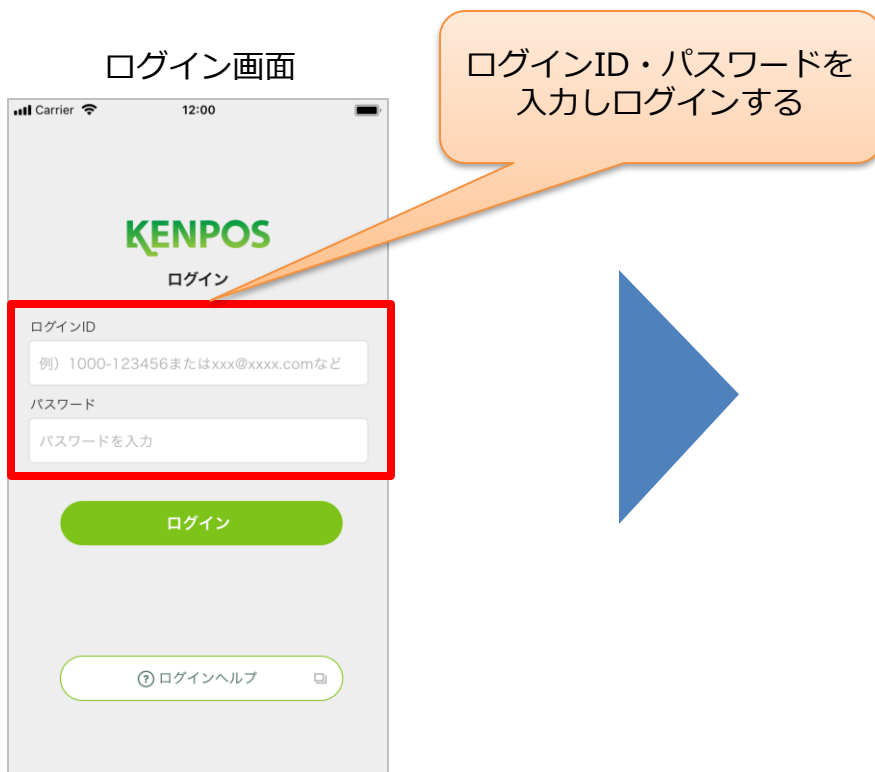 ログイン画面
ログインID・パスワードを
入力しログインする
Carrier
12:00
KENPOS
ログイン
ログインID
例）1000-123456またはxxx@xxxx.comなど
パスワード
パスワードを入力
ログイン
? ログインヘルプ